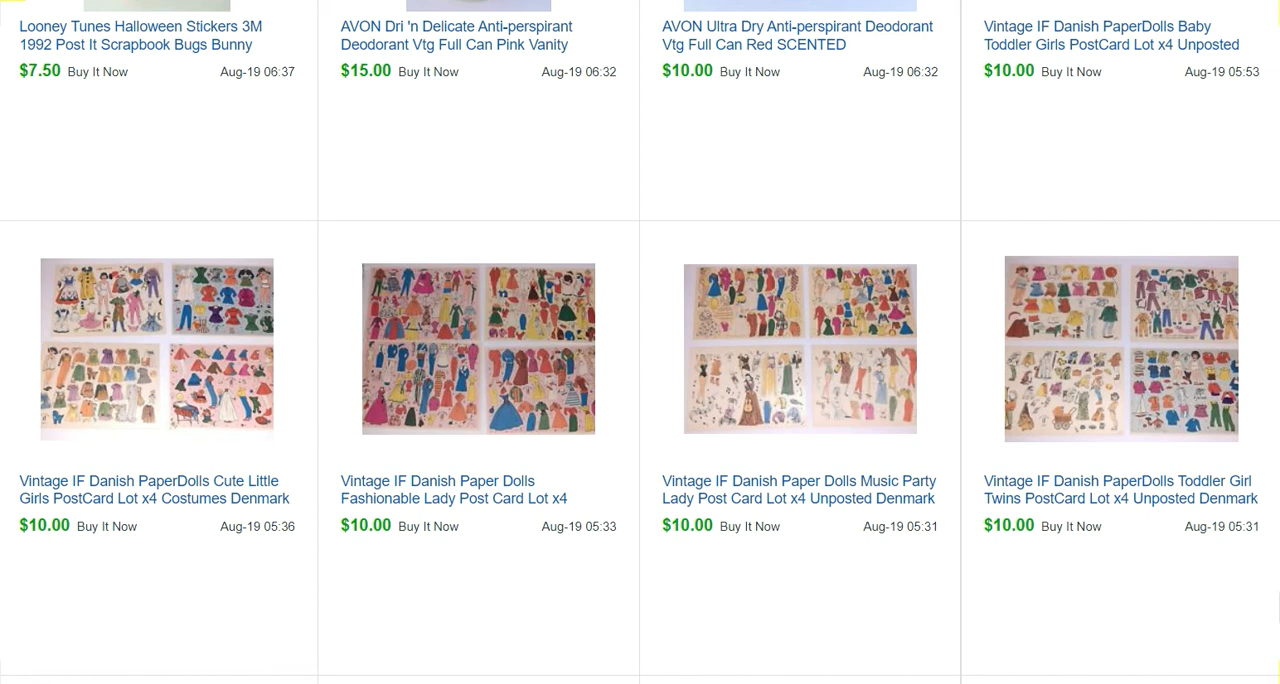 Looney Tunes Halloween Stickers 3M
1992 Post It Scrapbook Bugs Bunny
$7.50 Buy It Now Aug-19 06:37
AVON Dri 'n Delicate Anti-perspirant
Deodorant Vtg Full Can Pink Vanity
$15.00 Buy It Now Aug-19 06:32
AVON Ultra Dry Anti-perspirant Deodorant
Vtg Full Can Red SCENTED
$10.00 Buy It Now Aug-19 06:32
Vintage IF Danish PaperDolls Baby
Toddler Girls PostCard Lot x4 Unposted
$10.00 Buy It Now Aug-19 05:53
Vintage IF Danish PaperDolls Cute Little
Girls PostCard Lot x4 Costumes Denmark
$10.00 Buy It Now Aug-19 05:36
Vintage IF Danish Paper Dolls
Fashionable Lady Post Card Lot x4
$10.00 Buy It Now Aug-19 05:33
Vintage IF Danish Paper Dolls Music Party
Lady Post Card Lot x4 Unposted Denmark
$10.00 Buy It Now Aug-19 05:31
Vintage IF Danish PaperDolls Toddler Girl
Twins PostCard Lot x4 Unposted Denmark
$10.00 Buy It Now Aug-19 05:31